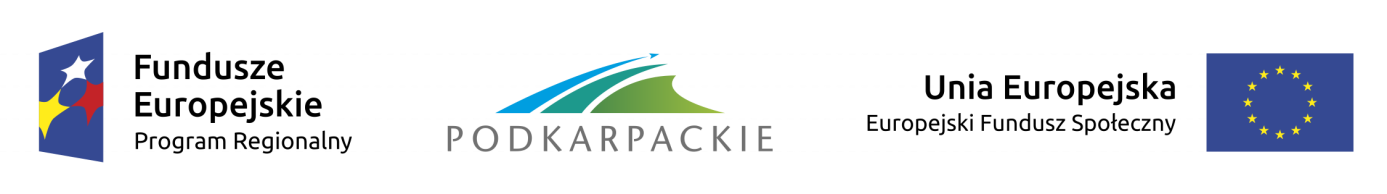 Fundusze
Europejskie
Program Regionalny
PODKARPACKIE
Unia Europejska
Europejski Fundusz Społeczny